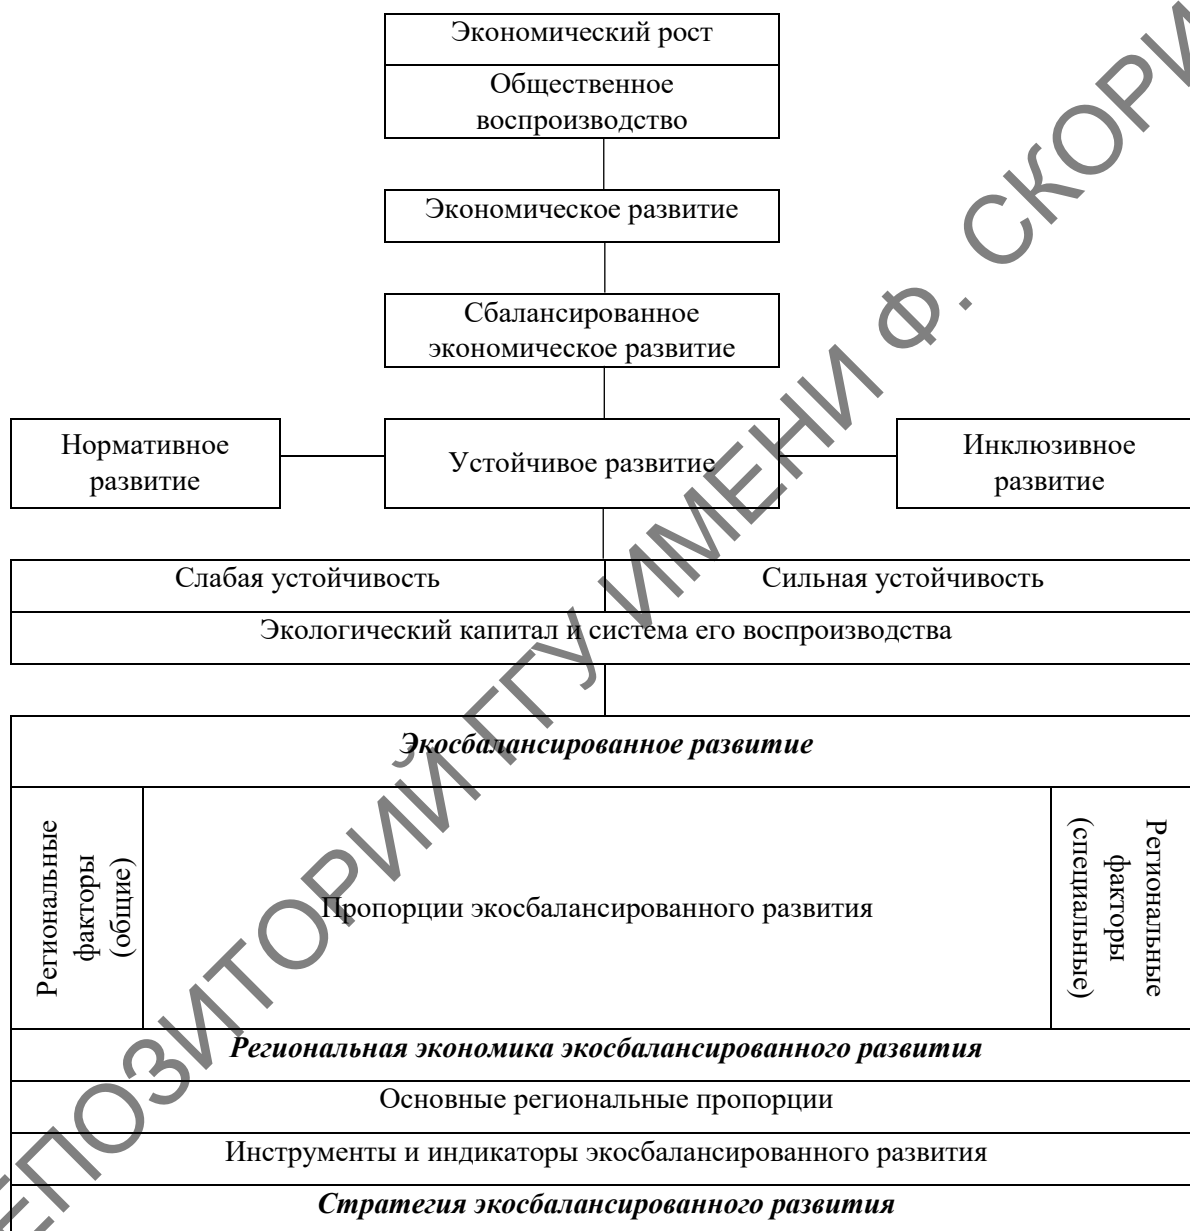 Экономический рост
Общественное
воспроизводство
Экономическое развитие
Сбалансированное
экономическое развитие
Нормативное
развитие
Устойчивое развитие
Инклюзивное
развитие
Слабая устойчивость
Сильная устойчивость
Экологический капитал и система его воспроизводства
Экосбалансированное развитие
Региональные
факторы
(общие)
Пропорции экосбалансированного развития
Региональные
факторы
(специальные)
Региональная экономика экосбалансированного развития
Основные региональные пропорции
Инструменты и индикаторы экосбалансированного развития
Стратегия экосбалансированного развития
ЕПОЗИТОРИЙ ГГУ ИМЕНИ Ф. СКОРИ